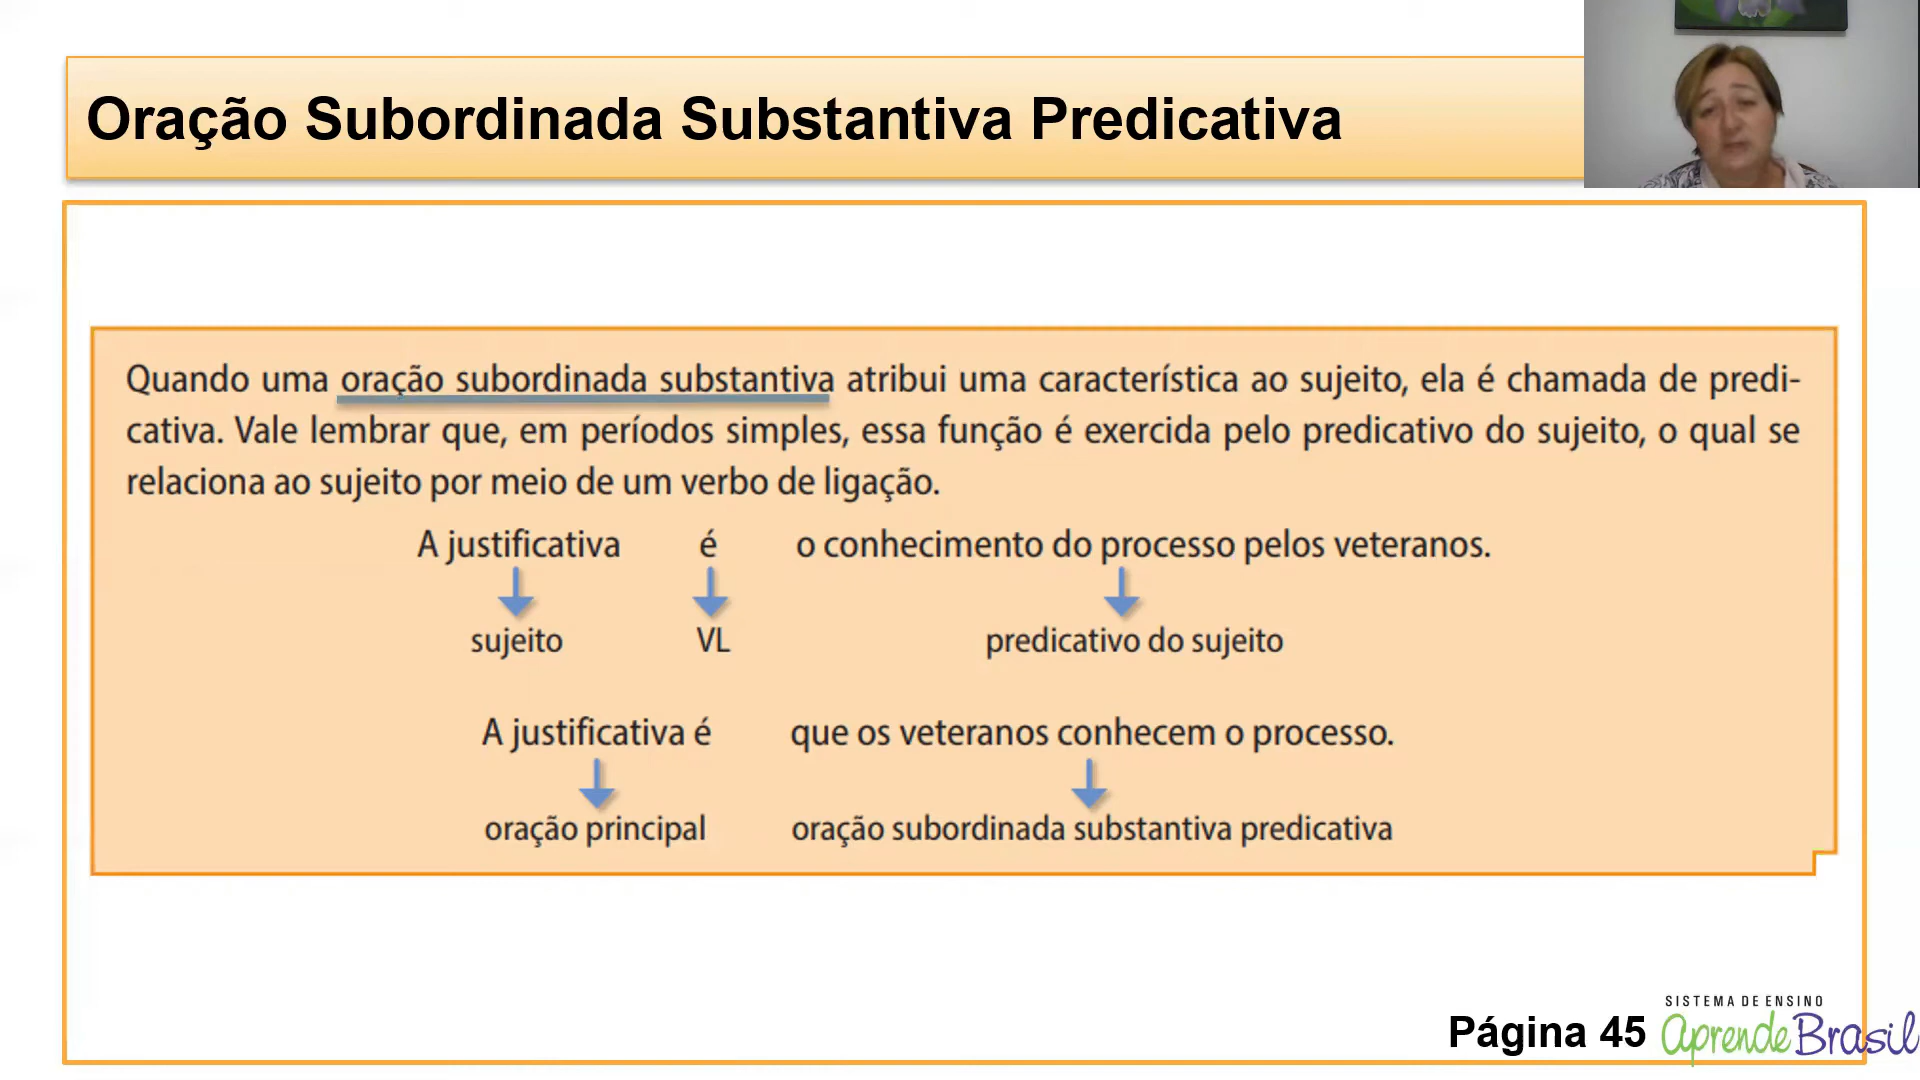 Oração Subordinada Substantiva Predicativa
Quando uma oração subordinada substantiva atribui uma característica ao sujeito, ela é chamada de predi-
cativa. Vale lembrar que, em períodos simples, essa função é exercida pelo predicativo do sujeito, o qual se
relaciona ao sujeito por meio de um verbo de ligação.
A justificativa é o conhecimento do processo pelos veteranos.
sujeito VL predicativo do sujeito
A justificativa é que os veteranos conhecem o processo.
oração principal oração subordinada substantiva predicativa
SISTEMA DE ENSINO
Página 45 aprende Brasil